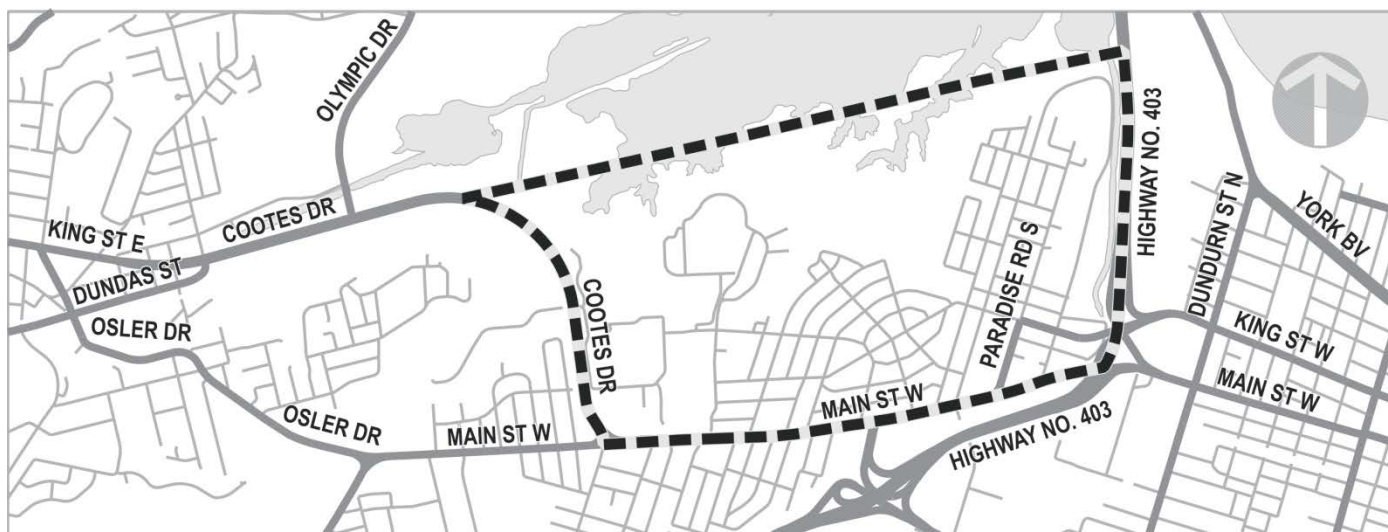 OLYMPIC DR
HIGHWAY NO. 403
KING ST E
COOTES DR
DUNDAS ST
OSLER DR
COOTES DR
PARADISE RD S
DUNDURN ST N
YORK BV
KING ST W
MAIN ST W
OSLER DR
MAIN ST W
MAIN ST W
HIGHWAY NO. 403